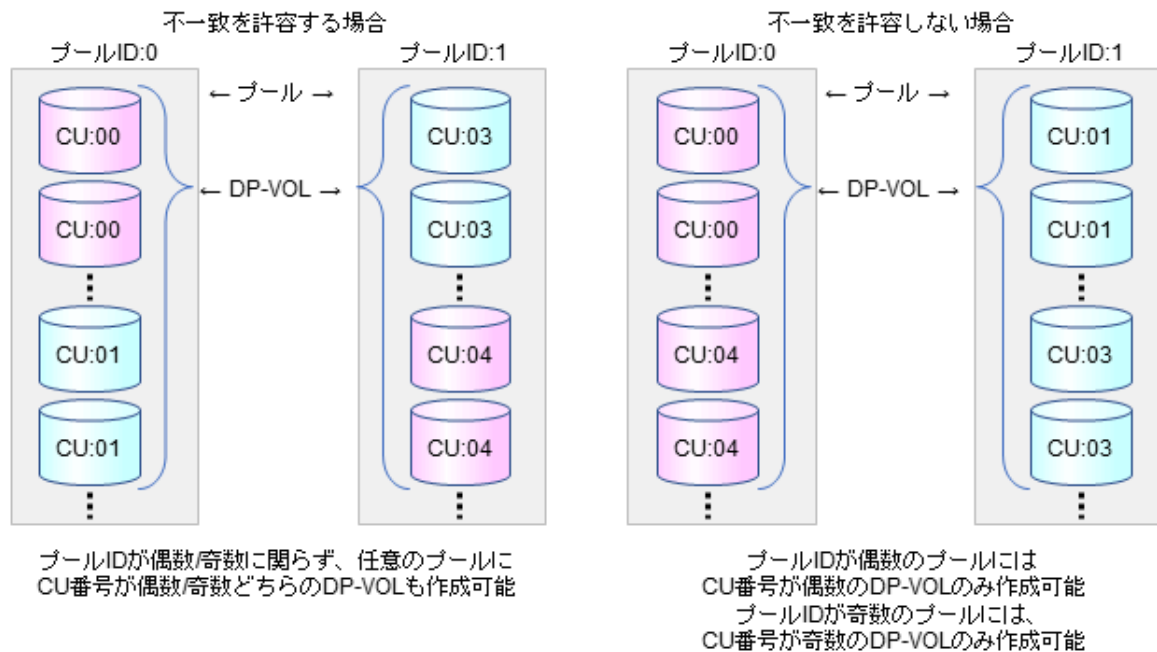 不一致を許容する場合
プールID:0
プールID:1
← プール →
CU:00
CU:00
CU:01
CU:01
← DP-VOL →
CU:03
CU:03
CU:04
CU:04
プールIDが偶数/奇数に関らず、任意のプールに
CU番号が偶数/奇数どちらのDP-VOLも作成可能
不一致を許容しない場合
プールID:0
プールID:1
← プール →
CU:00
CU:00
CU:04
CU:04
← DP-VOL →
CU:01
CU:01
CU:03
CU:03
プールIDが偶数のプールには
CU番号が偶数のDP-VOLのみ作成可能
プールIDが奇数のプールには、
CU番号が奇数のDP-VOLのみ作成可能